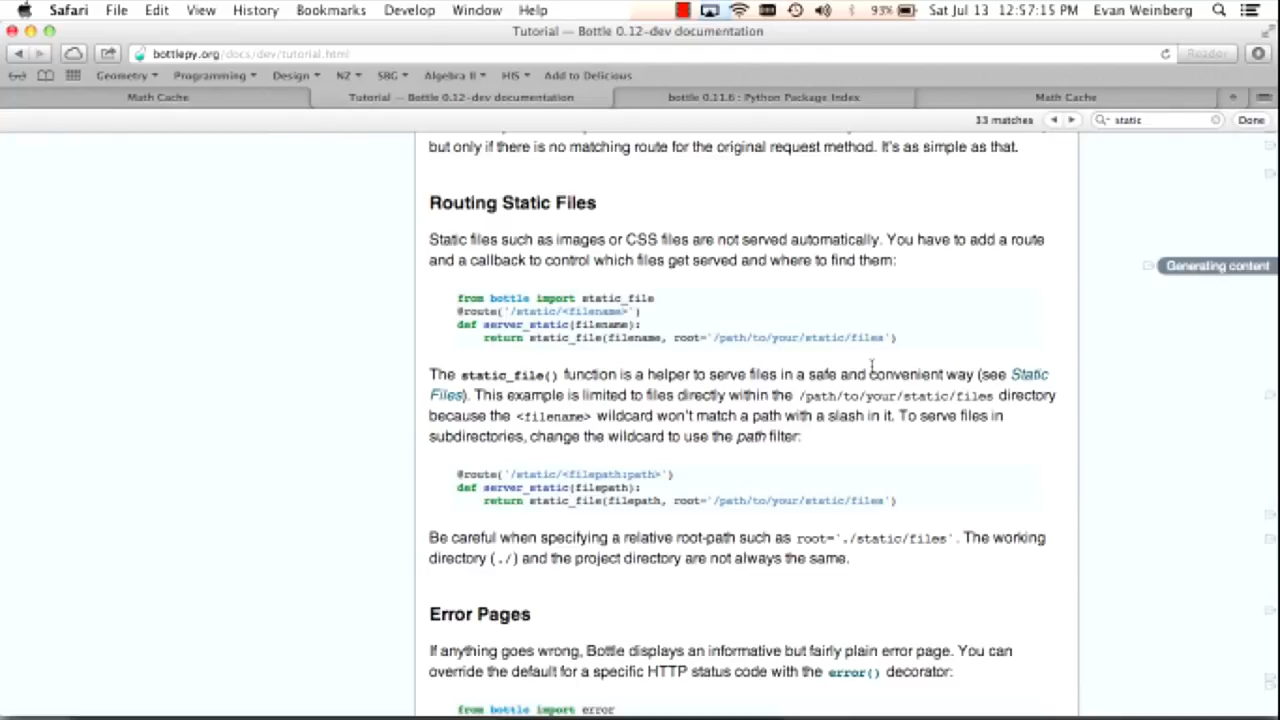 Safari File Edit View History Bookmarks Develop Window Help 93% Sat Jul 13 12:57:15 PM Evan Weinberg
Tutorial — Bottle 0.12-dev documentation
bottlepy.org/docs/dev/tutorial.html Reader
Geometry Programming Design NZ SBG Algebra II HIS Add to Delicious
Math Cache Tutorial — Bottle 0.12-dev documentation bottle 0.11.6 : Python Package Index Math Cache
33 matches static Done
but only if there is no matching route for the original request method. It's as simple as that.
Routing Static Files
Static files such as images or CSS files are not served automatically. You have to add a route
and a callback to control which files get served and where to find them:
Generating content
from bottle import static_file
@route('/static/<filename>')
def server_static(filename):
return static_file(filename, root='/path/to/your/static/files')
The static_file() function is a helper to serve files in a safe and convenient way (see Static
Files). This example is limited to files directly within the /path/to/your/static/files directory
because the <filename> wildcard won't match a path with a slash in it. To serve files in
subdirectories, change the wildcard to use the path filter:
@route('/static/<filepath:path>')
def server_static(filepath):
return static_file(filepath, root='/path/to/your/static/files')
Be careful when specifying a relative root-path such as root='./static/files'. The working
directory (./) and the project directory are not always the same.
Error Pages
If anything goes wrong, Bottle displays an informative but fairly plain error page. You can
override the default for a specific HTTP status code with the error() decorator:
from bottle import error